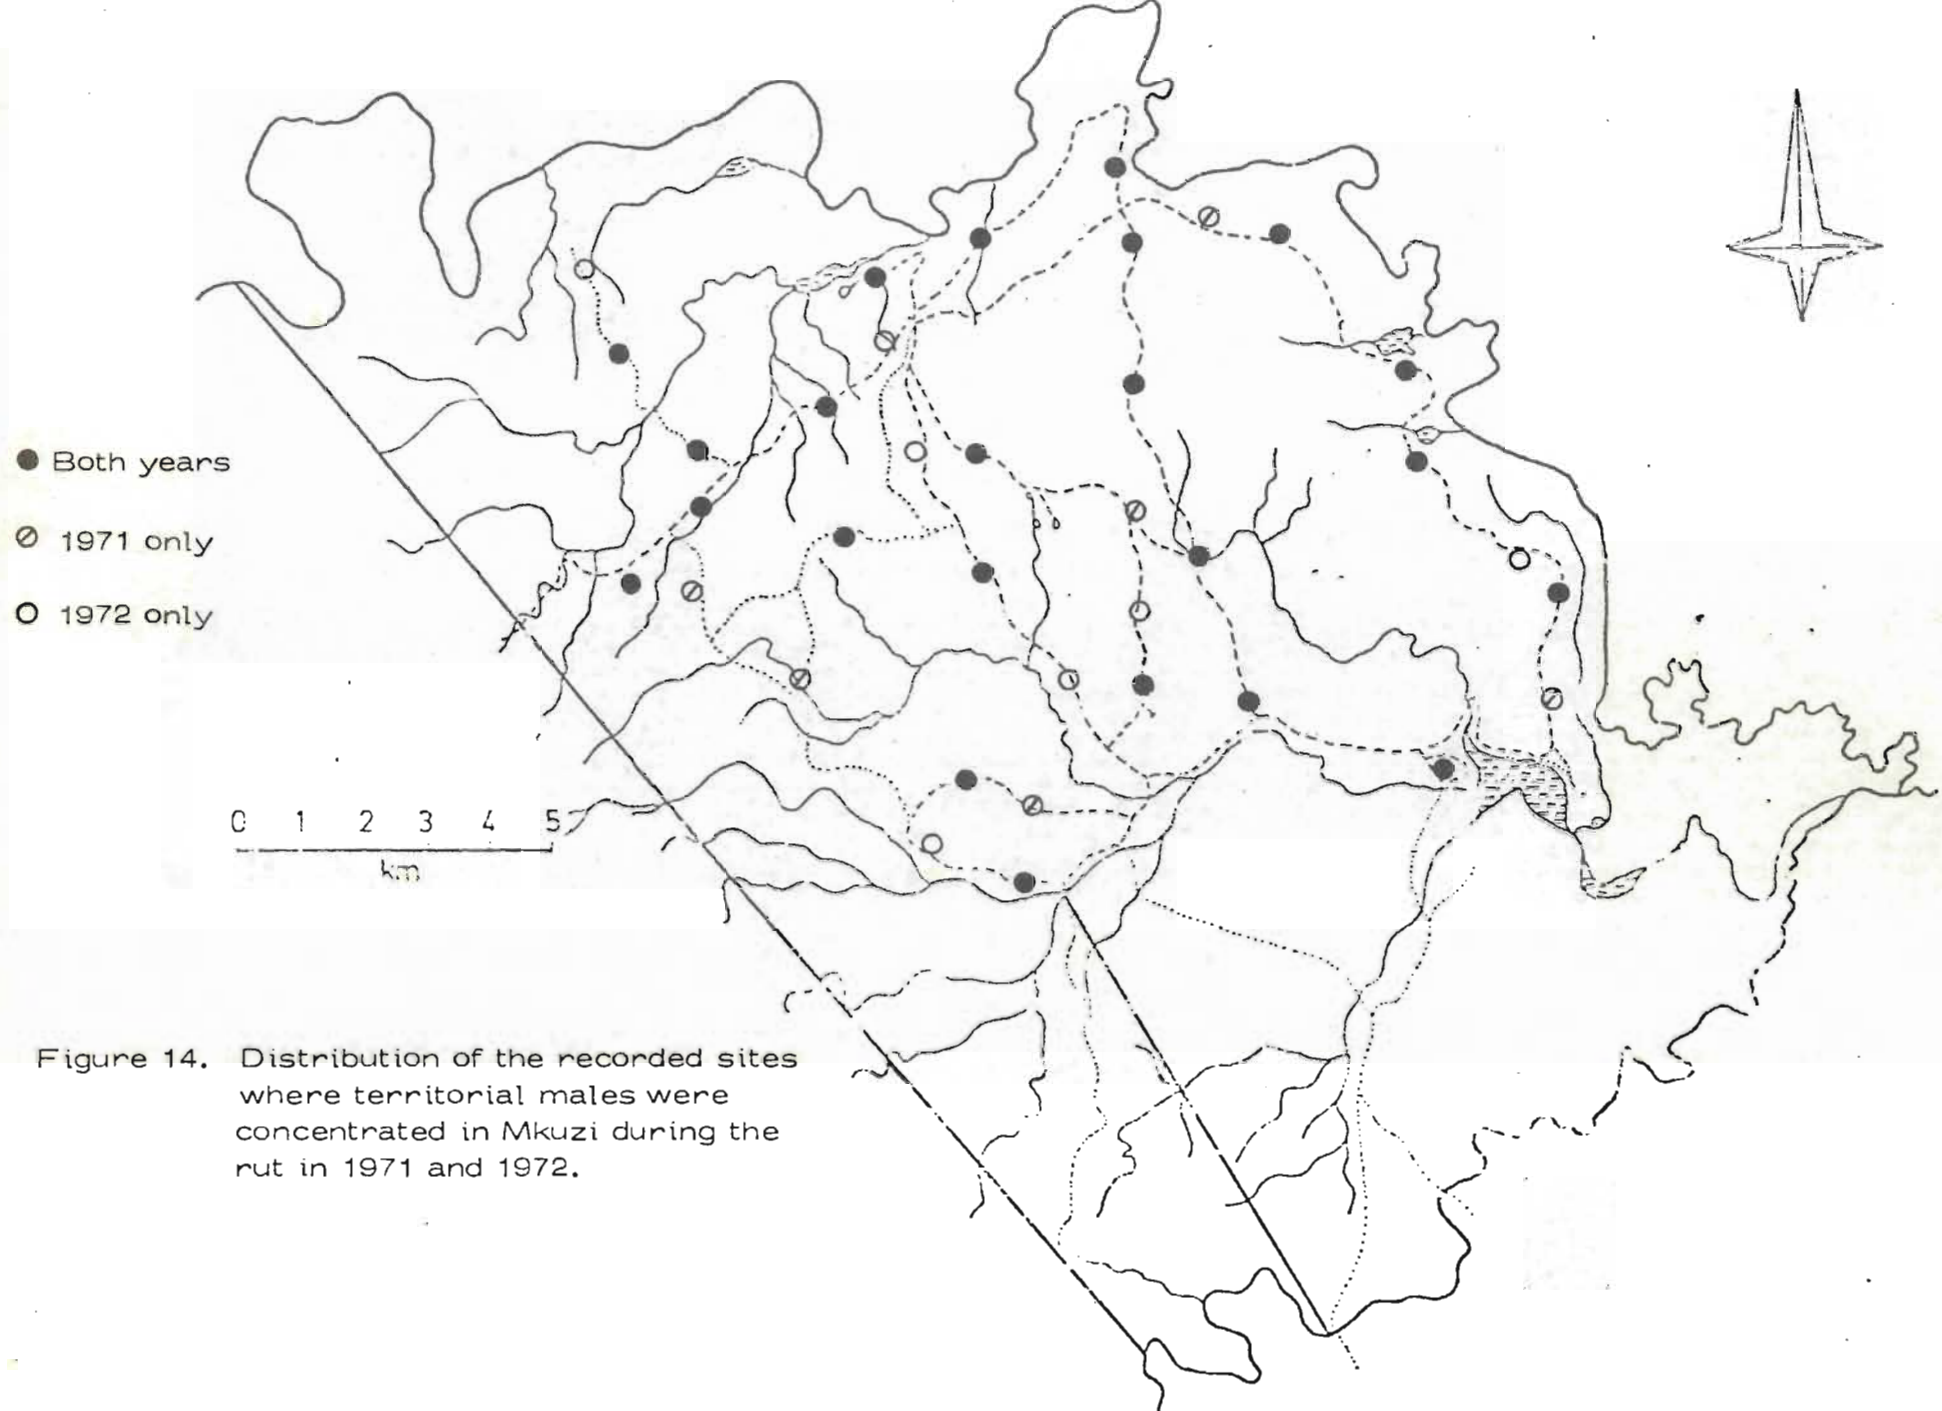 Both years
1971 only
1972 only
0 1 2 3 4 5
km
Figure 14. Distribution of the recorded sites
where territorial males were
concentrated in Mkuzi during the
rut in 1971 and 1972.